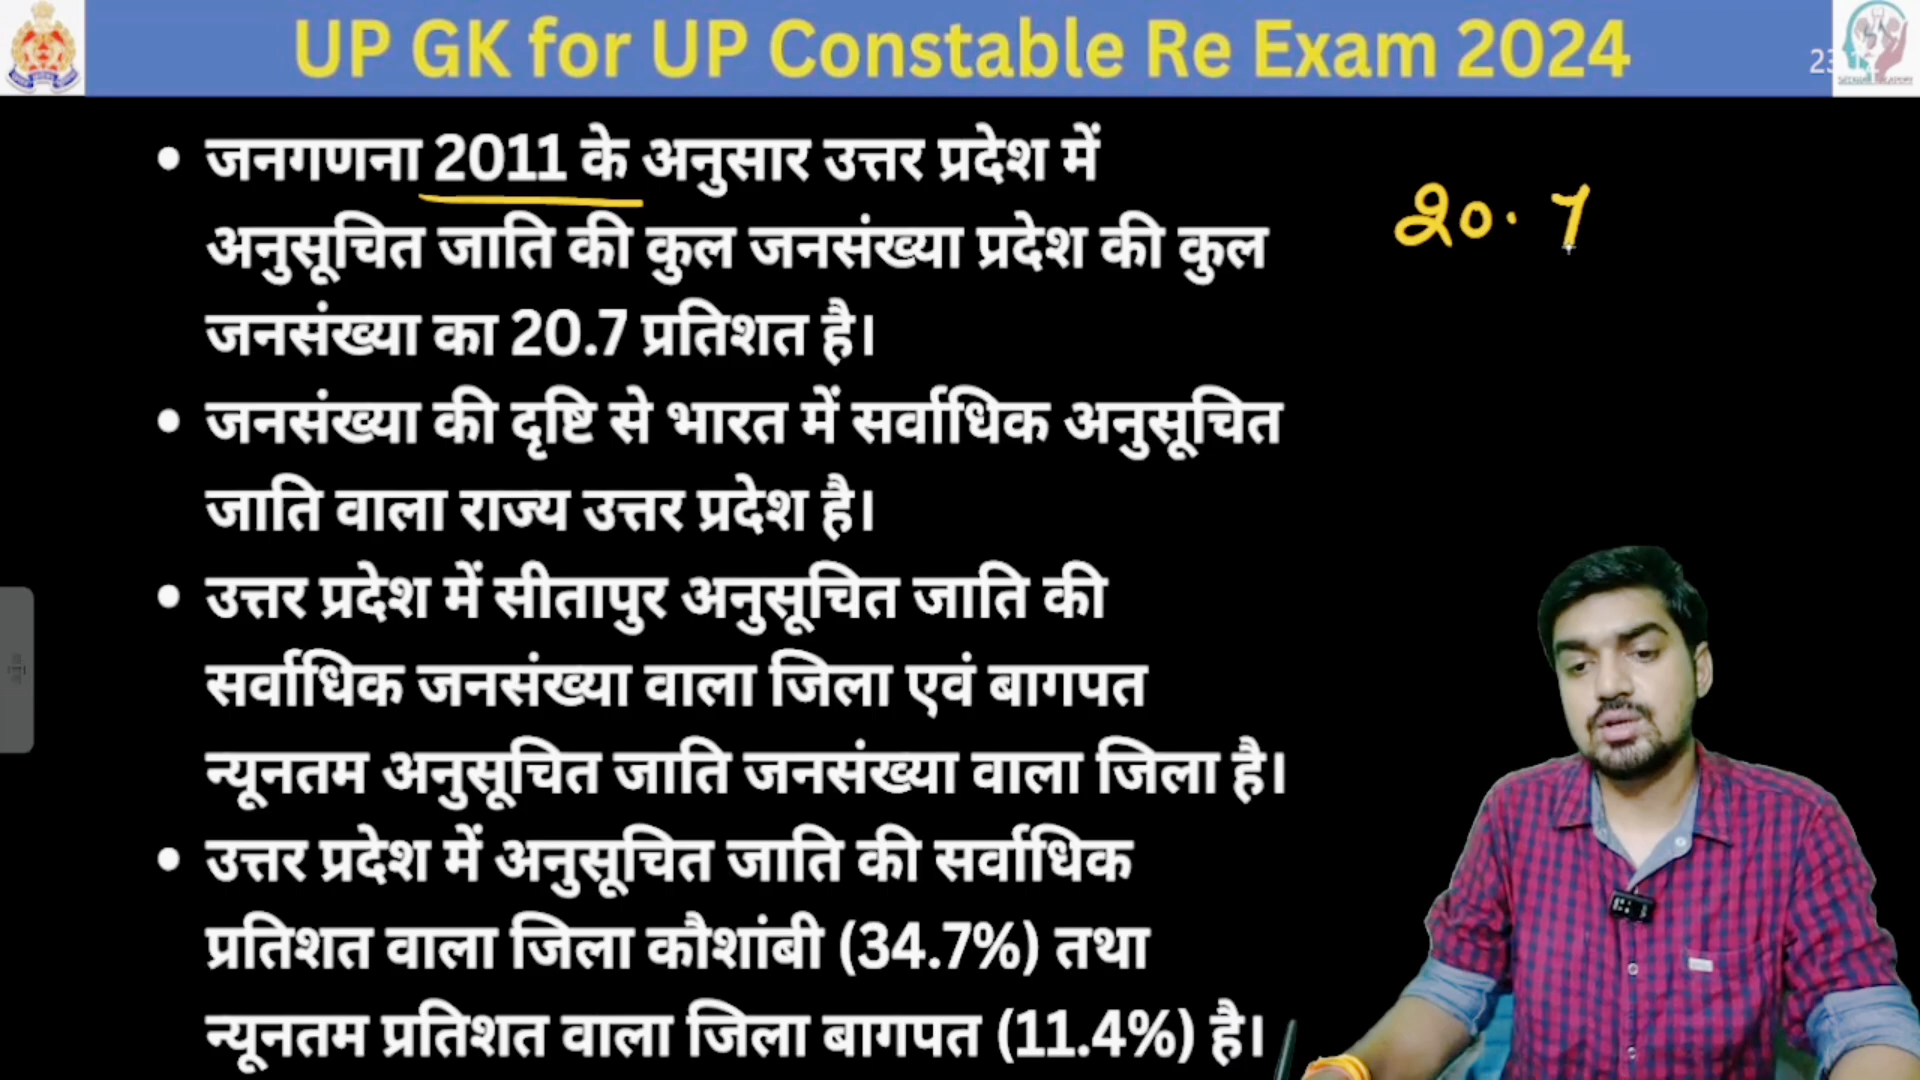 UP GK for UP Constable Re Exam 2024
• जनगणना 2011 के अनुसार उत्तर प्रदेश में
अनुसूचित जाति की कुल जनसंख्या प्रदेश की कुल
जनसंख्या का 20.7 प्रतिशत है।
20.7
• जनसंख्या की दृष्टि से भारत में सर्वाधिक अनुसूचित
जाति वाला राज्य उत्तर प्रदेश है।
• उत्तर प्रदेश में सीतापुर अनुसूचित जाति की
सर्वाधिक जनसंख्या वाला जिला एवं बागपत
न्यूनतम अनुसूचित जाति जनसंख्या वाला जिला है।
• उत्तर प्रदेश में अनुसूचित जाति की सर्वाधिक
प्रतिशत वाला जिला कौशांबी (34.7%) तथा
न्यूनतम प्रतिशत वाला जिला बागपत (11.4%) है।